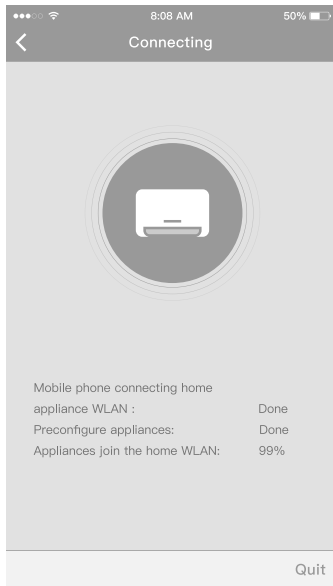 8:08 AM 50%
Connecting
Mobile phone connecting home
appliance WLAN : Done
Preconfigure appliances: Done
Appliances join the home WLAN: 99%
Quit